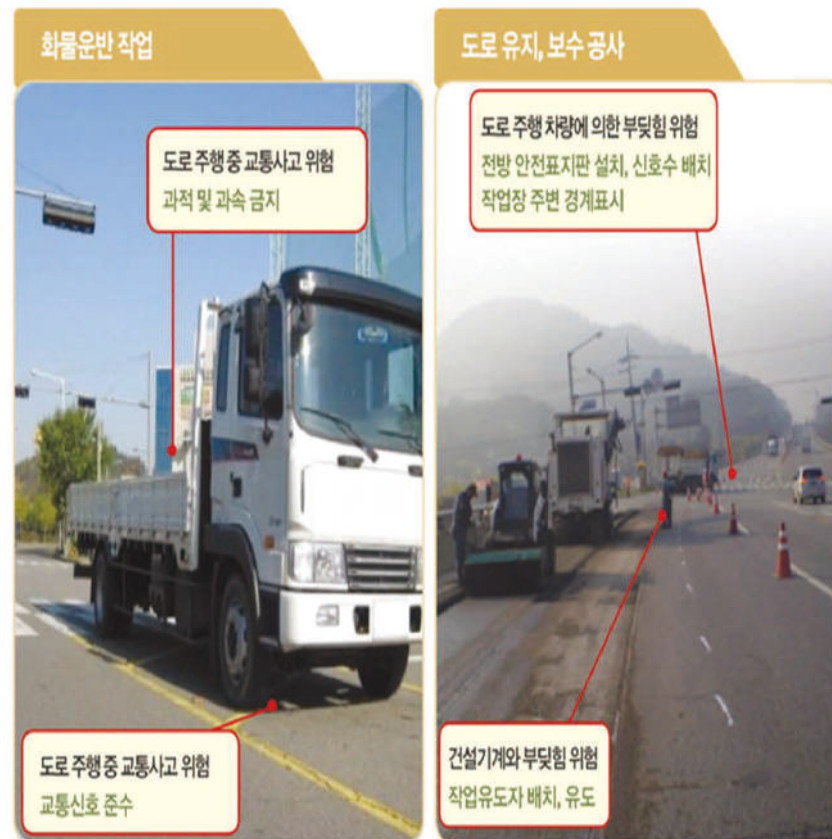 화물운반 작업
도로 주행 중 교통사고 위험
과적 및 과속 금지
도로 주행 중 교통사고 위험
교통신호 준수
도로 유지, 보수 공사
도로 주행 차량에 의한 부딪힘 위험
전방 안전표지판 설치, 신호수 배치
작업장 주변 경계표시
건설기계와 부딪힘 위험
작업유도자 배치, 유도